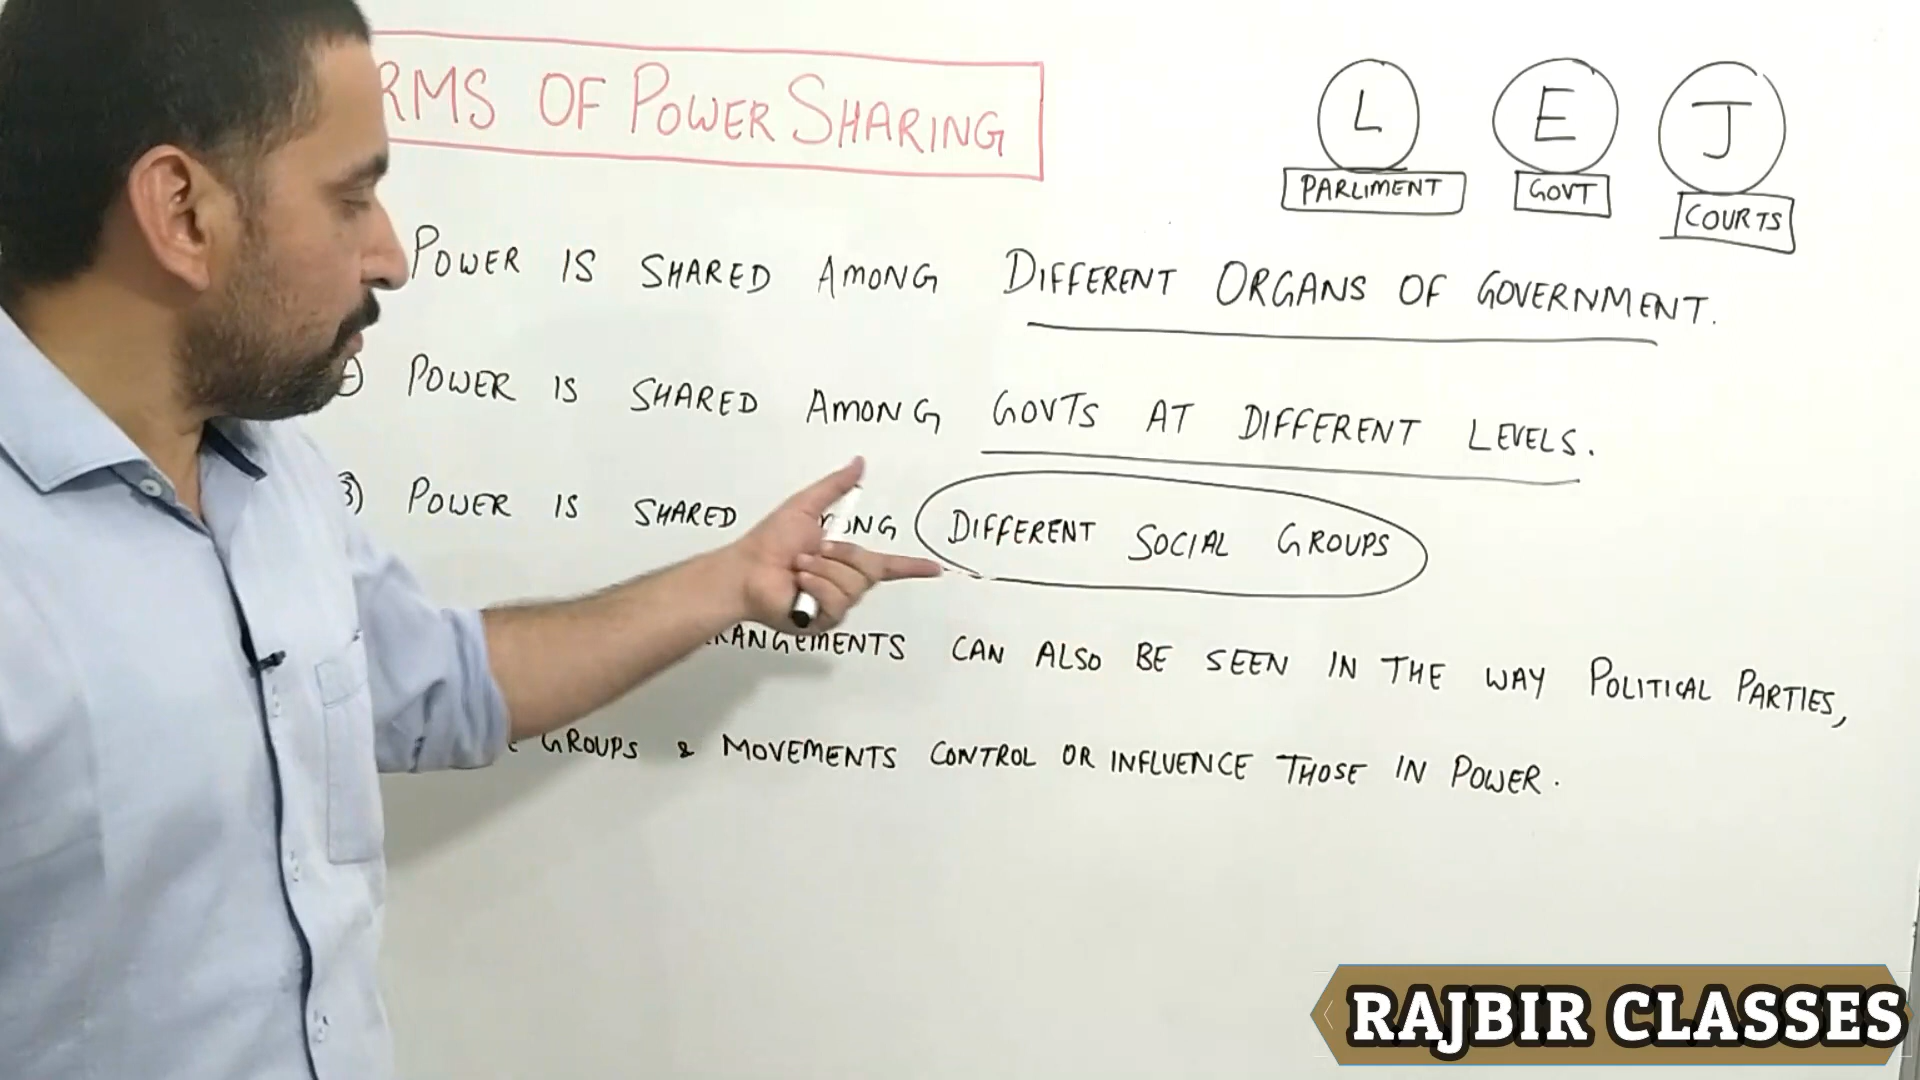 RMS OF POWER SHARING
L E J
PARLIMENT GOVT COURTS
POWER IS SHARED AMONG DIFFERENT ORGANS OF GOVERNMENT.
POWER IS SHARED AMONG GOVTS AT DIFFERENT LEVELS.
3) POWER IS SHARED ONG DIFFERENT SOCIAL GROUPS
RANGEMENTS CAN ALSO BE SEEN IN THE WAY POLITICAL PARTIES,
GROUPS & MOVEMENTS CONTROL OR INFLUENCE THOSE IN POWER.
RAJBIR CLASSES